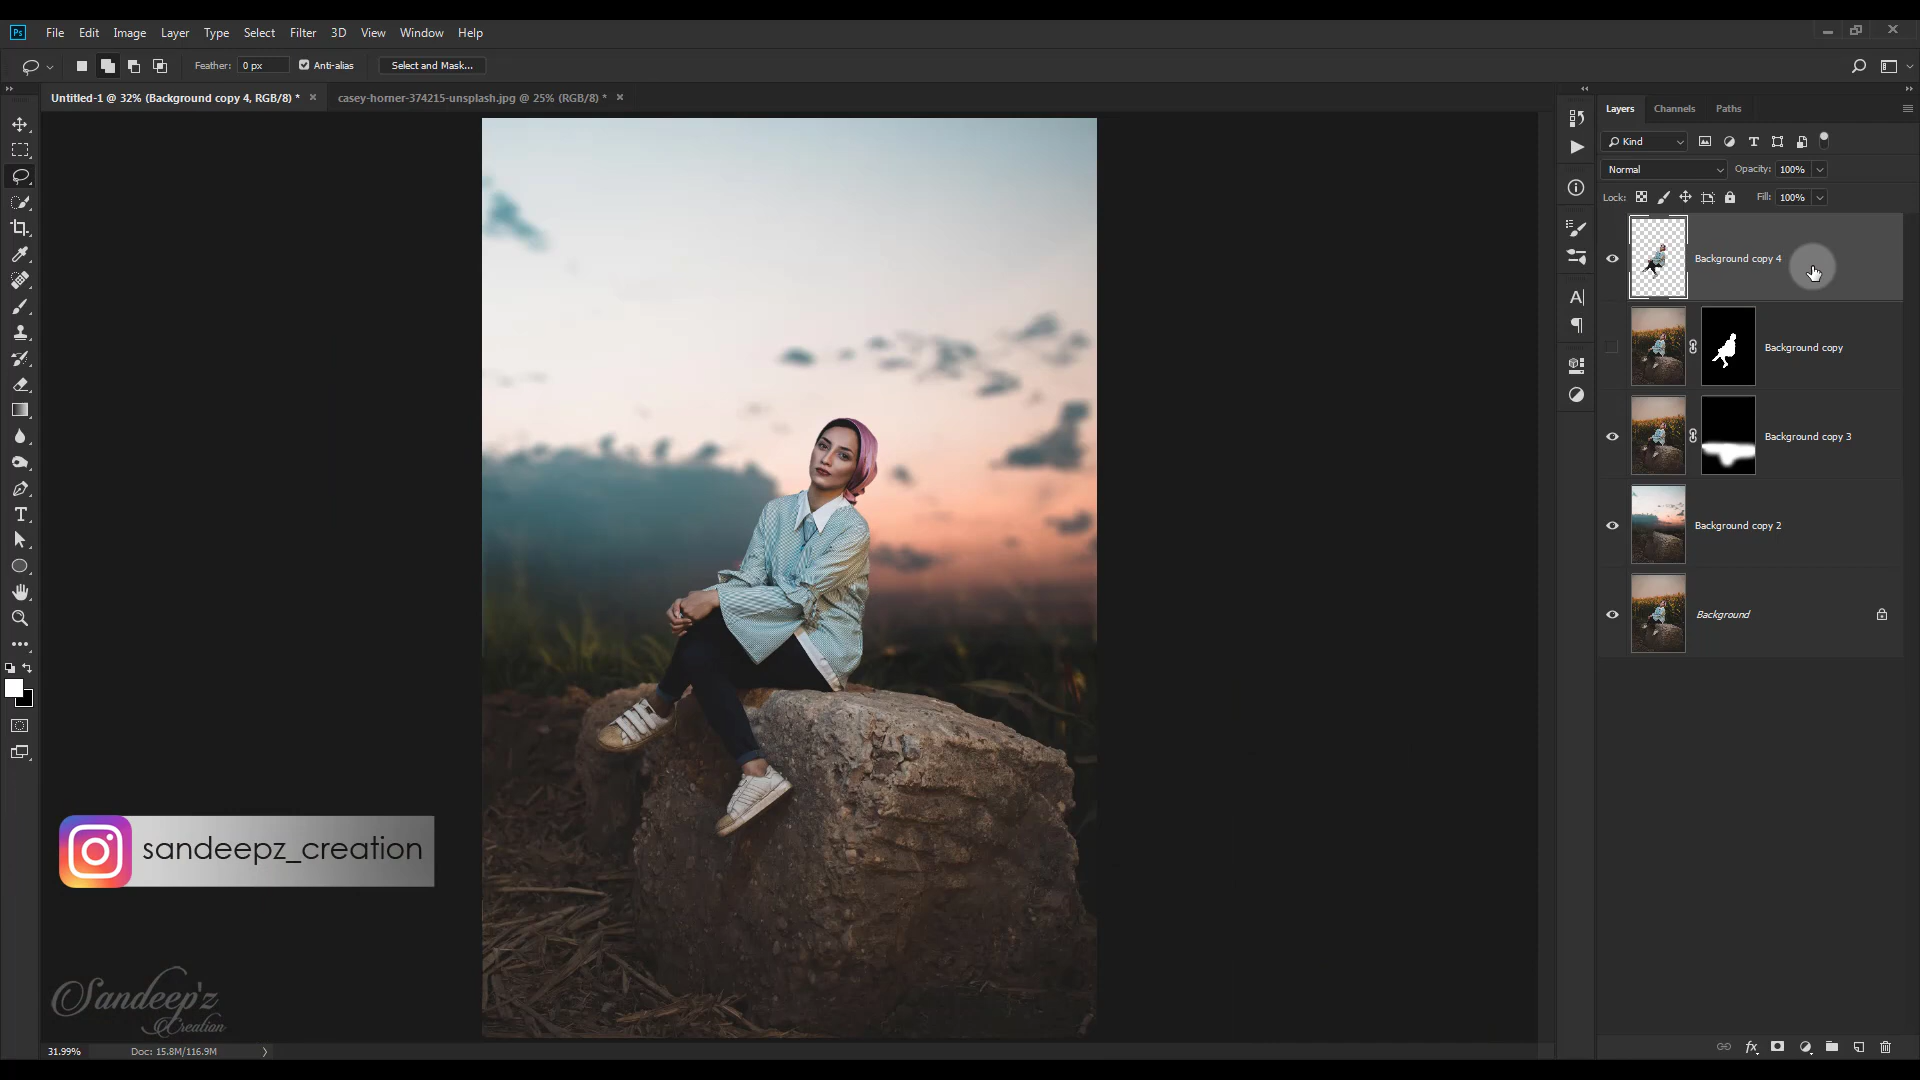 Ps File Edit Image Layer Type Select Filter 3D View Window Help
Feather: 0 px Anti-alias Select and Mask...
Untitled-1 @ 32% (Background copy 4, RGB/8) * casey-horner-374215-unsplash.jpg @ 25% (RGB/8) *
Layers Channels Paths
Kind
Normal Opacity: 100%
Lock: Fill: 100%
Background copy 4
Background copy
Background copy 3
Background copy 2
Background
sandeepz_creation
Sandeep'z
Creation
31.99% Doc: 15.8M/116.9M